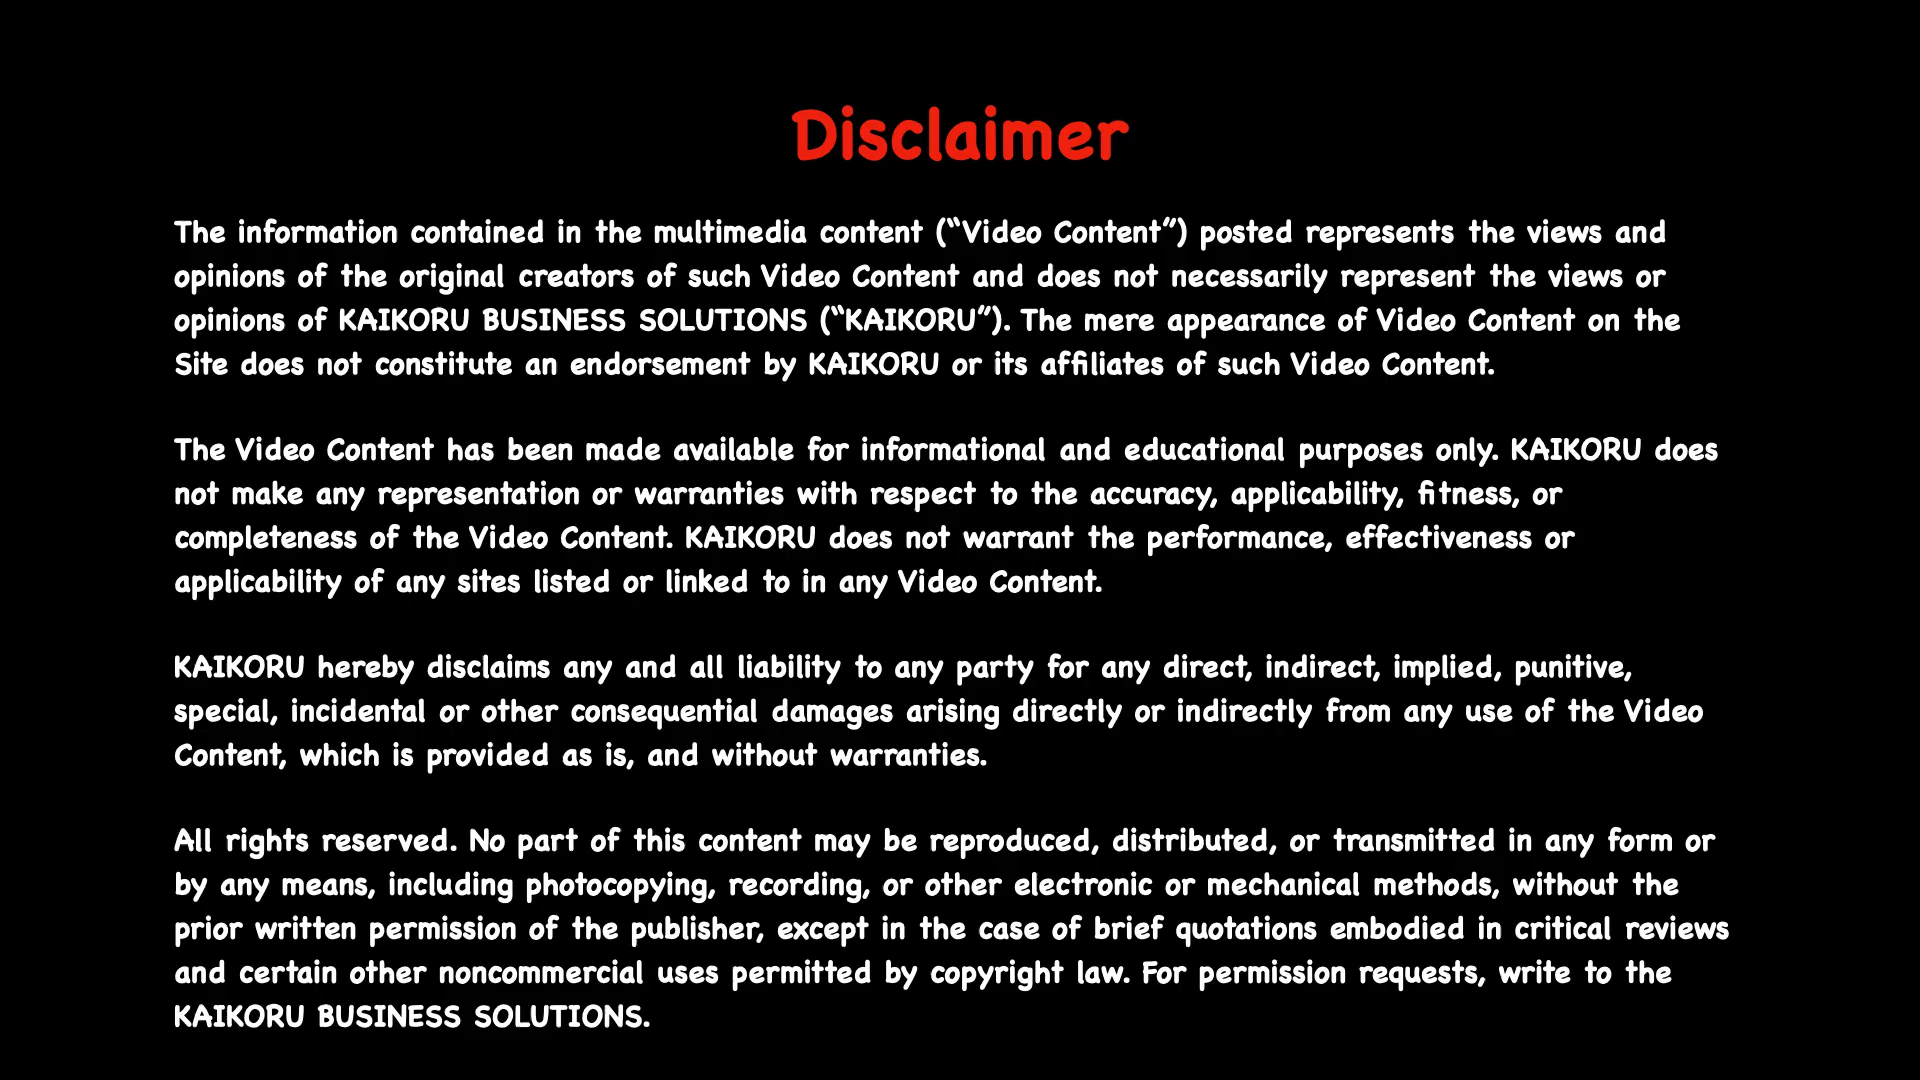 Disclaimer
The information contained in the multimedia content (“Video Content”) posted represents the views and
opinions of the original creators of such Video Content and does not necessarily represent the views or
opinions of KAIKORU BUSINESS SOLUTIONS (“KAIKORU”). The mere appearance of Video Content on the
Site does not constitute an endorsement by KAIKORU or its affiliates of such Video Content.
The Video Content has been made available for informational and educational purposes only. KAIKORU does
not make any representation or warranties with respect to the accuracy, applicability, fitness, or
completeness of the Video Content. KAIKORU does not warrant the performance, effectiveness or
applicability of any sites listed or linked to in any Video Content.
KAIKORU hereby disclaims any and all liability to any party for any direct, indirect, implied, punitive,
special, incidental or other consequential damages arising directly or indirectly from any use of the Video
Content, which is provided as is, and without warranties.
All rights reserved. No part of this content may be reproduced, distributed, or transmitted in any form or
by any means, including photocopying, recording, or other electronic or mechanical methods, without the
prior written permission of the publisher, except in the case of brief quotations embodied in critical reviews
and certain other noncommercial uses permitted by copyright law. For permission requests, write to the
KAIKORU BUSINESS SOLUTIONS.